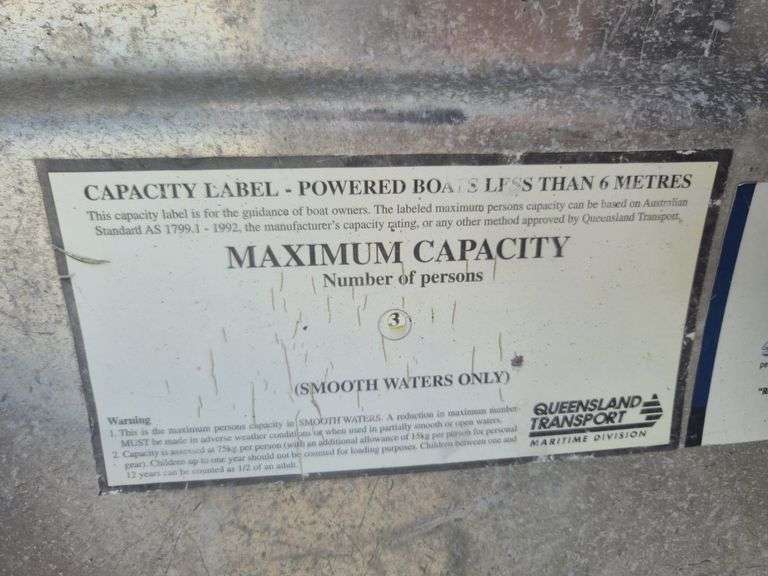 CAPACITY LABEL - POWERED BOATS LESS THAN 6 METRES
This capacity label is for the guidance of boat owners. The labeled maximum persons capacity can be based on Australian
Standard AS 1799.1 - 1992, the manufacturer's capacity rating, or any other method approved by Queensland Transport.
MAXIMUM CAPACITY
Number of persons
3
(SMOOTH WATERS ONLY)
Warning
1. This is the maximum persons capacity in SMOOTH WATERS. A reduction in maximum number
MUST be made in adverse weather conditions or when used in partially smooth or open waters.
2. Capacity is assessed at 75kg per person (with an additional allowance of 15kg per person for personal
gear). Children up to one year should not be counted for loading purposes. Children between one and
12 years can be counted as 1/2 of an adult.
QUEENSLAND
TRANSPORT
MARITIME DIVISION